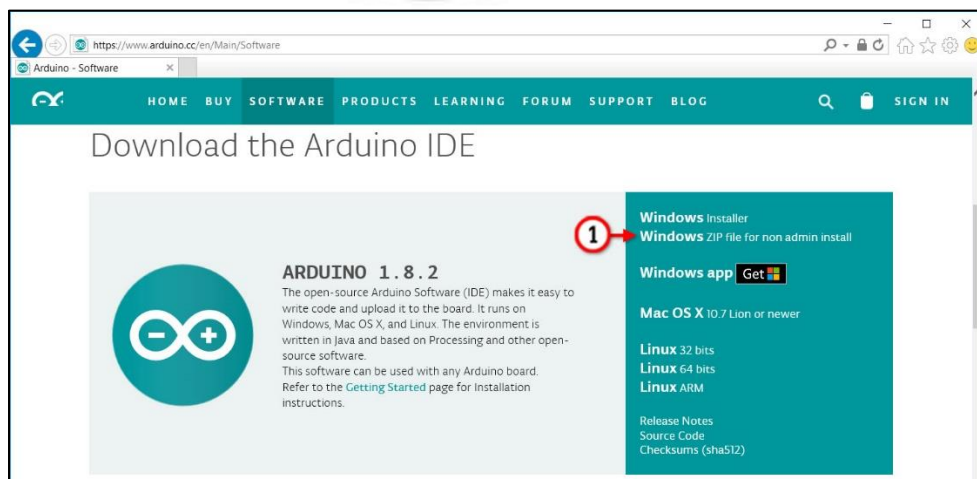 https://www.arduino.cc/en/Main/Software
Arduino - Software
HOME BUY SOFTWARE PRODUCTS LEARNING FORUM SUPPORT BLOG SIGN IN
Download the Arduino IDE
ARDUINO 1.8.2
The open-source Arduino Software (IDE) makes it easy to
write code and upload it to the board. It runs on
Windows, Mac OS X, and Linux. The environment is
written in Java and based on Processing and other open-
source software.
This software can be used with any Arduino board.
Refer to the Getting Started page for Installation
instructions.
Windows Installer
1
Windows ZIP file for non admin install
Windows app Get
Mac OS X 10.7 Lion or newer
Linux 32 bits
Linux 64 bits
Linux ARM
Release Notes
Source Code
Checksums (sha512)